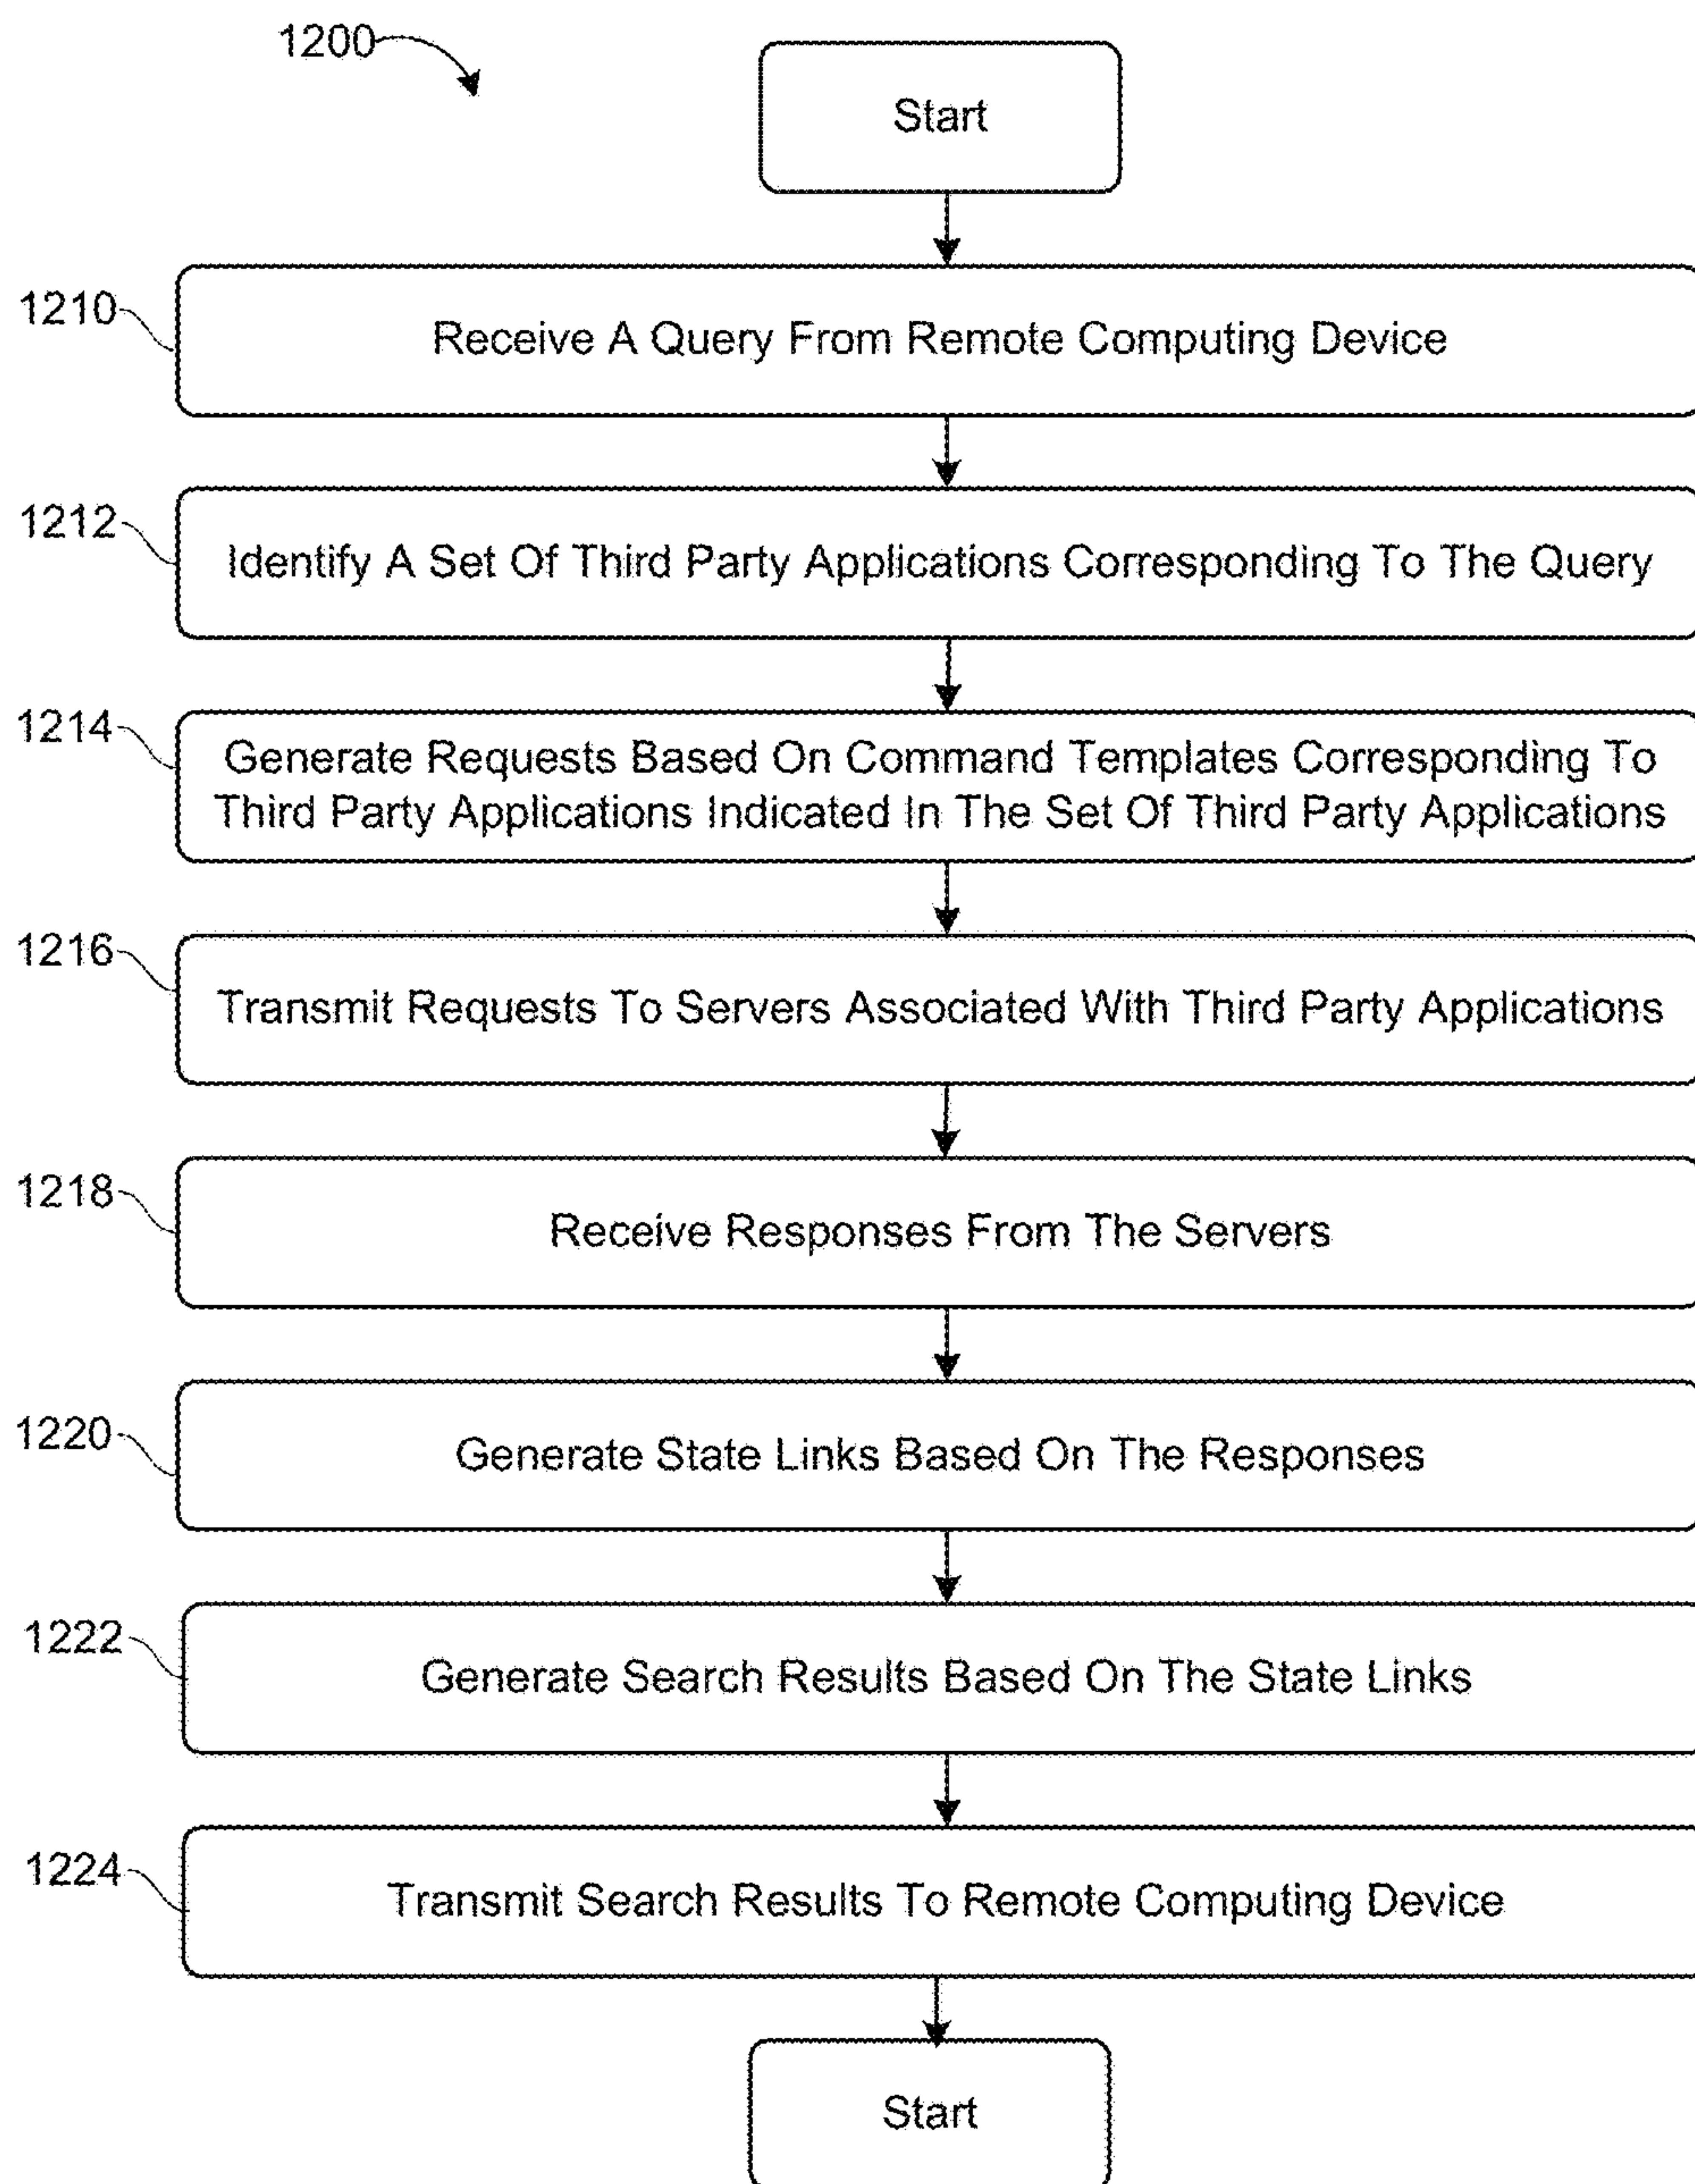 1200
Start
1210
Receive A Query From Remote Computing Device
1212
Identify A Set Of Third Party Applications Corresponding To The Query
1214
Generate Requests Based On Command Templates Corresponding To
Third Party Applications Indicated In The Set Of Third Party Applications
1216
Transmit Requests To Servers Associated With Third Party Applications
1218
Receive Responses From The Servers
1220
Generate State Links Based On The Responses
1222
Generate Search Results Based On The State Links
1224
Transmit Search Results To Remote Computing Device
Start